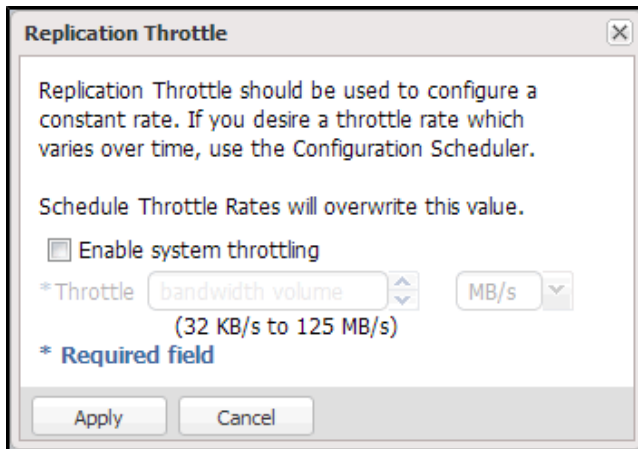 Replication Throttle
Replication Throttle should be used to configure a
constant rate. If you desire a throttle rate which
varies over time, use the Configuration Scheduler.
Schedule Throttle Rates will overwrite this value.
Enable system throttling
* Throttle bandwidth volume MB/s
(32 KB/s to 125 MB/s)
* Required field
Apply Cancel